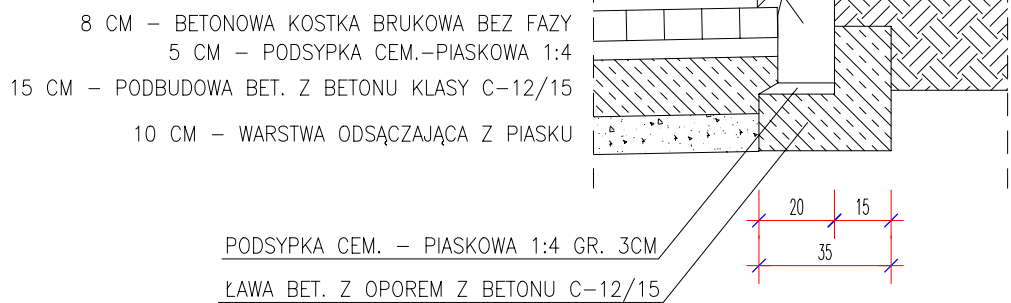 8 CM – BETONOWA KOSTKA BRUKOWA BEZ FAZY
5 CM – PODSYPKA CEM.–PIASKOWA 1:4
15 CM – PODBUDOWA BET. Z BETONU KLASY C–12/15
10 CM – WARSTWA ODSĄCZAJĄCA Z PIASKU
20 15
35
PODSYPKA CEM. – PIASKOWA 1:4 GR. 3CM
ŁAWA BET. Z OPOREM Z BETONU C–12/15